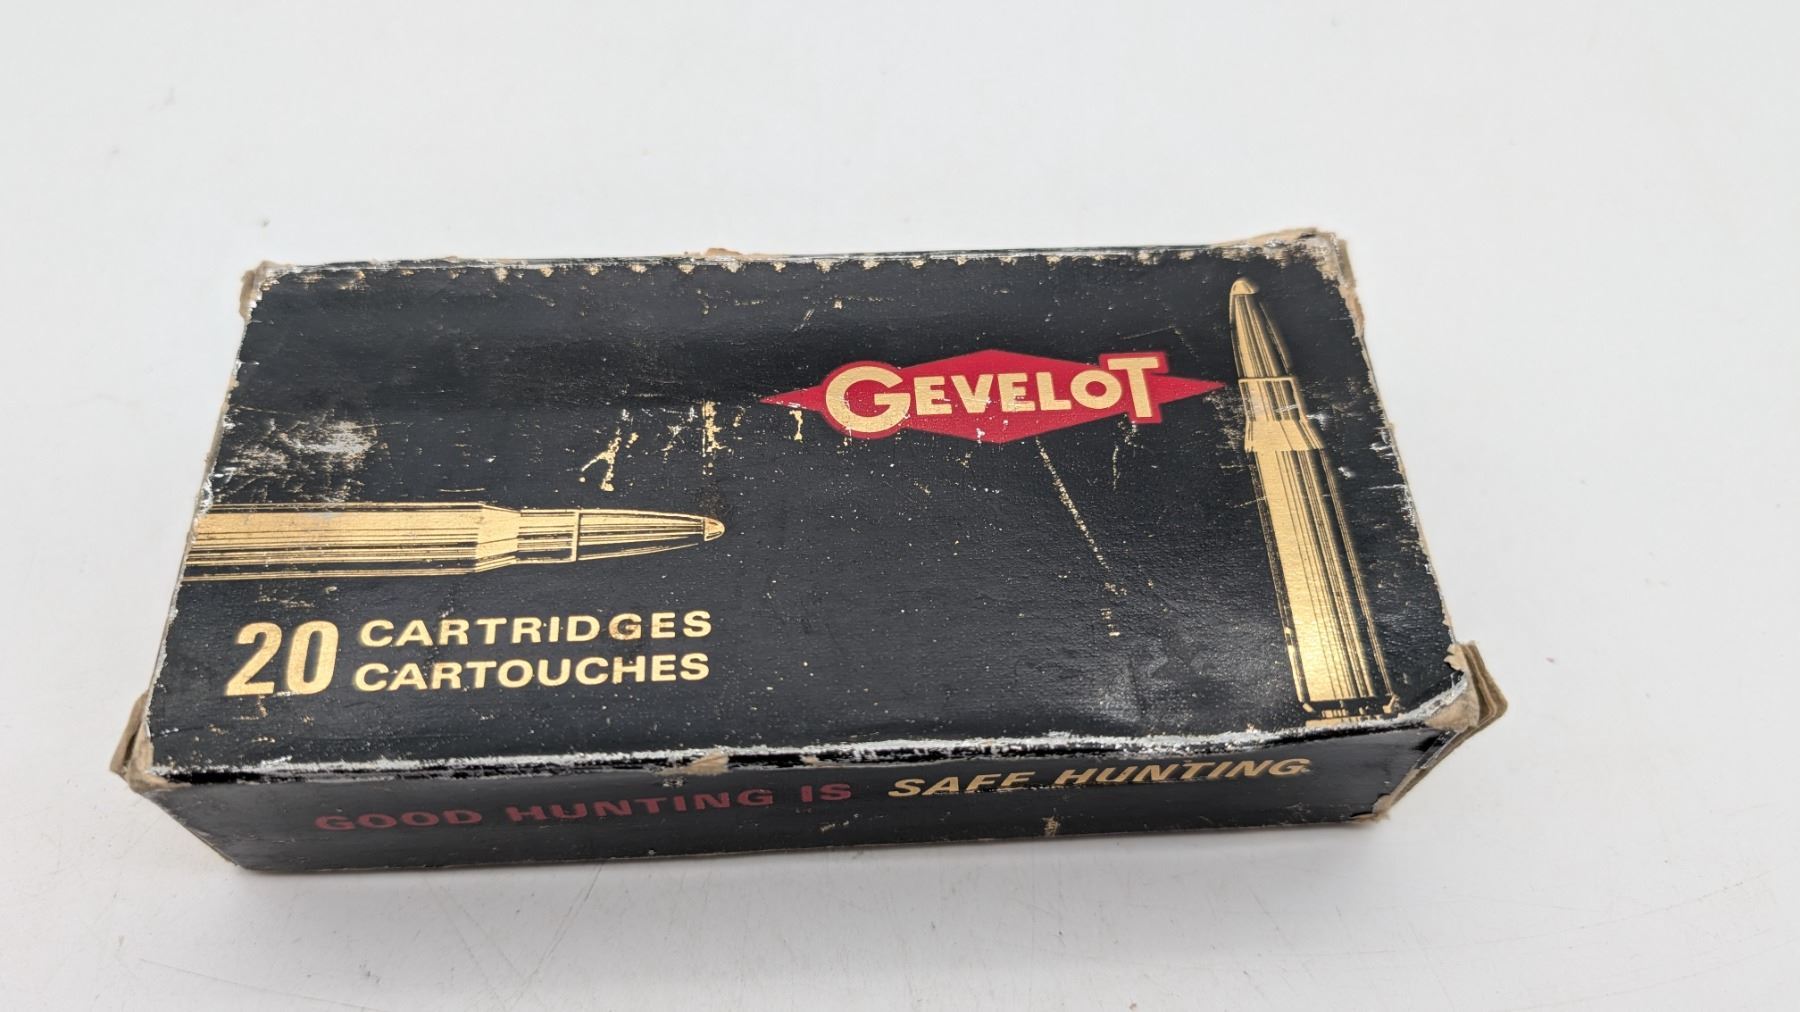 GEVELOT
20 CARTRIDGES
CARTOUCHES
GOOD HUNTING IS SAFE HUNTING